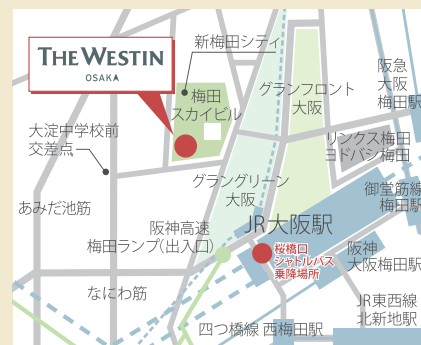 THE WESTIN
OSAKA
新梅田シティ
梅田
スカイビル
グランフロント
大阪
阪急
大阪
梅田駅
大淀中学校前
交差点
リンクス梅田
ヨドバシ梅田
グラングリーン
大阪
御堂筋線
梅田駅
あみだ池筋
阪神高速
梅田ランプ(出入口)
JR大阪駅
桜橋口
シャトルバス
乗降場所
阪神
大阪梅田駅
なにわ筋
JR東西線
北新地駅
四つ橋線 西梅田駅